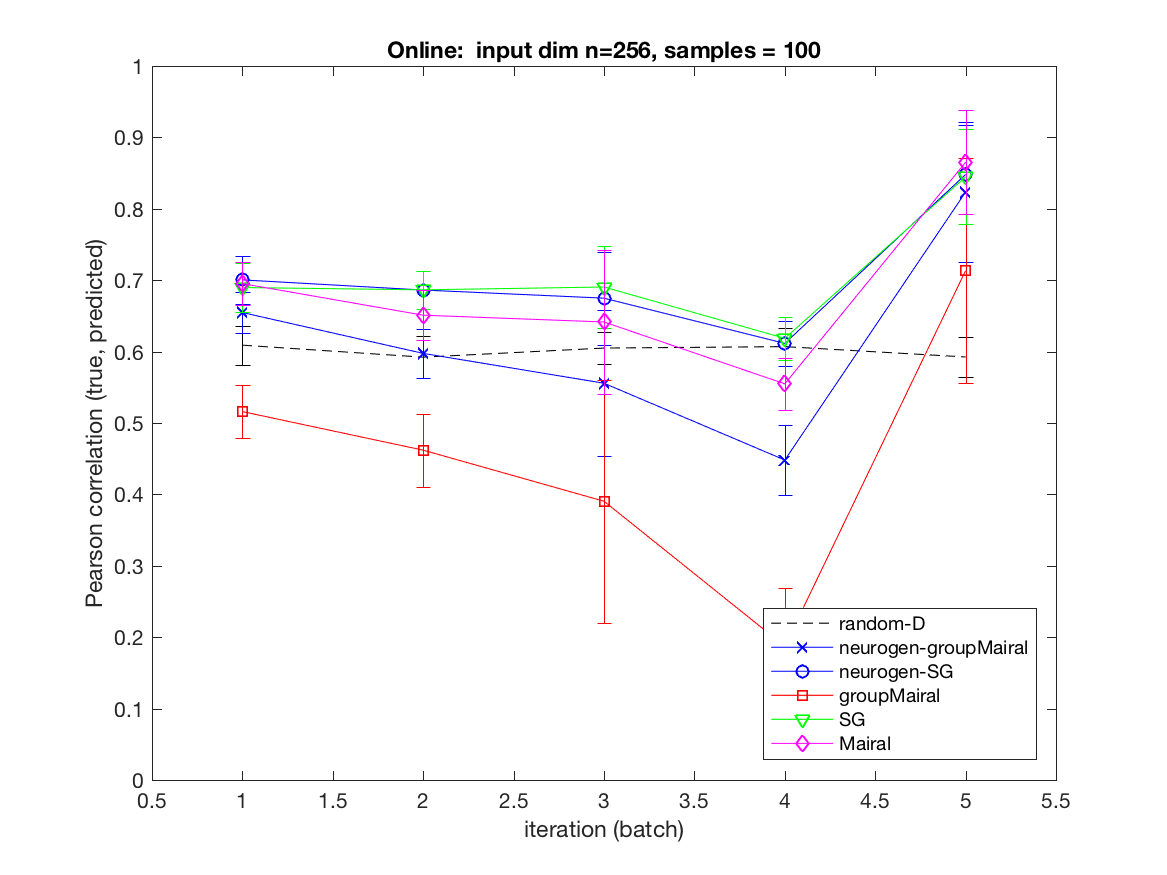 Online:  input dim n=256, samples = 100
1
0.9
0.8
0.7
0.6
0.5
0.4
0.3
0.2
0.1
0
Pearson correlation (true, predicted)
random-D
neurogen-groupMairal
neurogen-SG
groupMairal
SG
Mairal
0.5 1 1.5 2 2.5 3 3.5 4 4.5 5 5.5
iteration (batch)